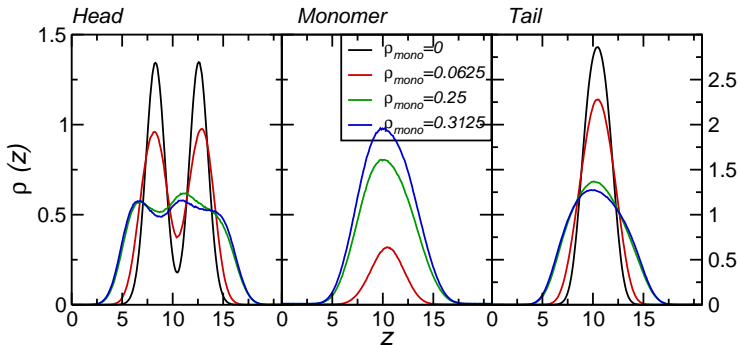 Head Monomer Tail
1.5
1
0.5
0
ρ (z)
ρmono=0
ρmono=0.0625
ρmono=0.25
ρmono=0.3125
2.5
2
1.5
1
0.5
0
0 5 10 15 0 5 10 15 0 5 10 15
z